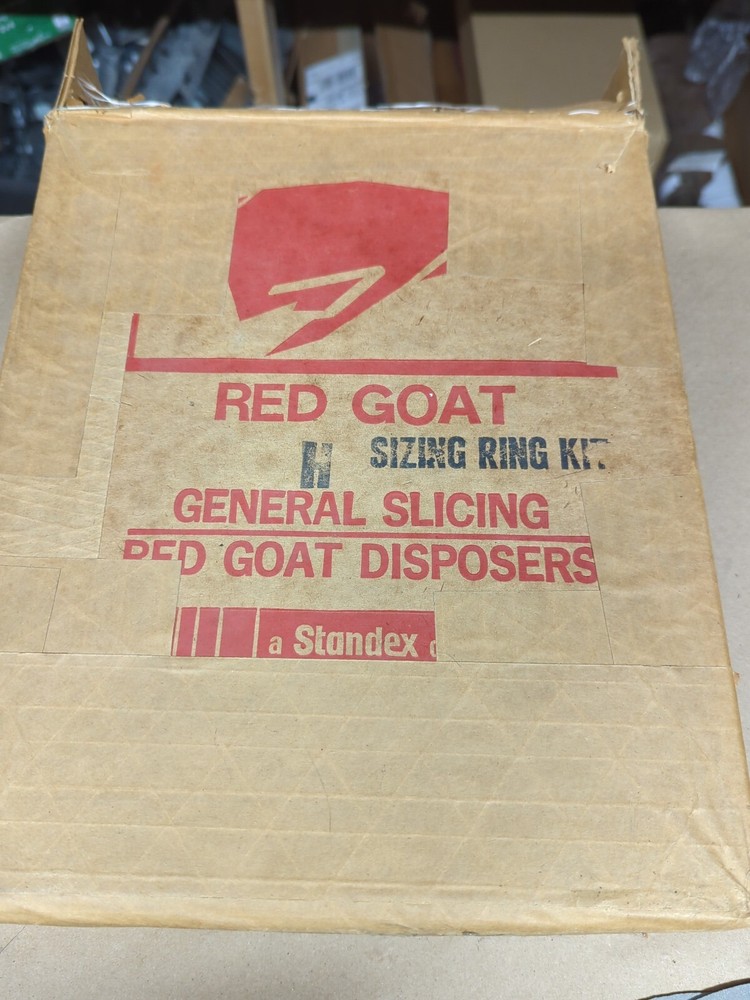 RED GOAT
H SIZING RING KIT
GENERAL SLICING
RED GOAT DISPOSERS
a Standex